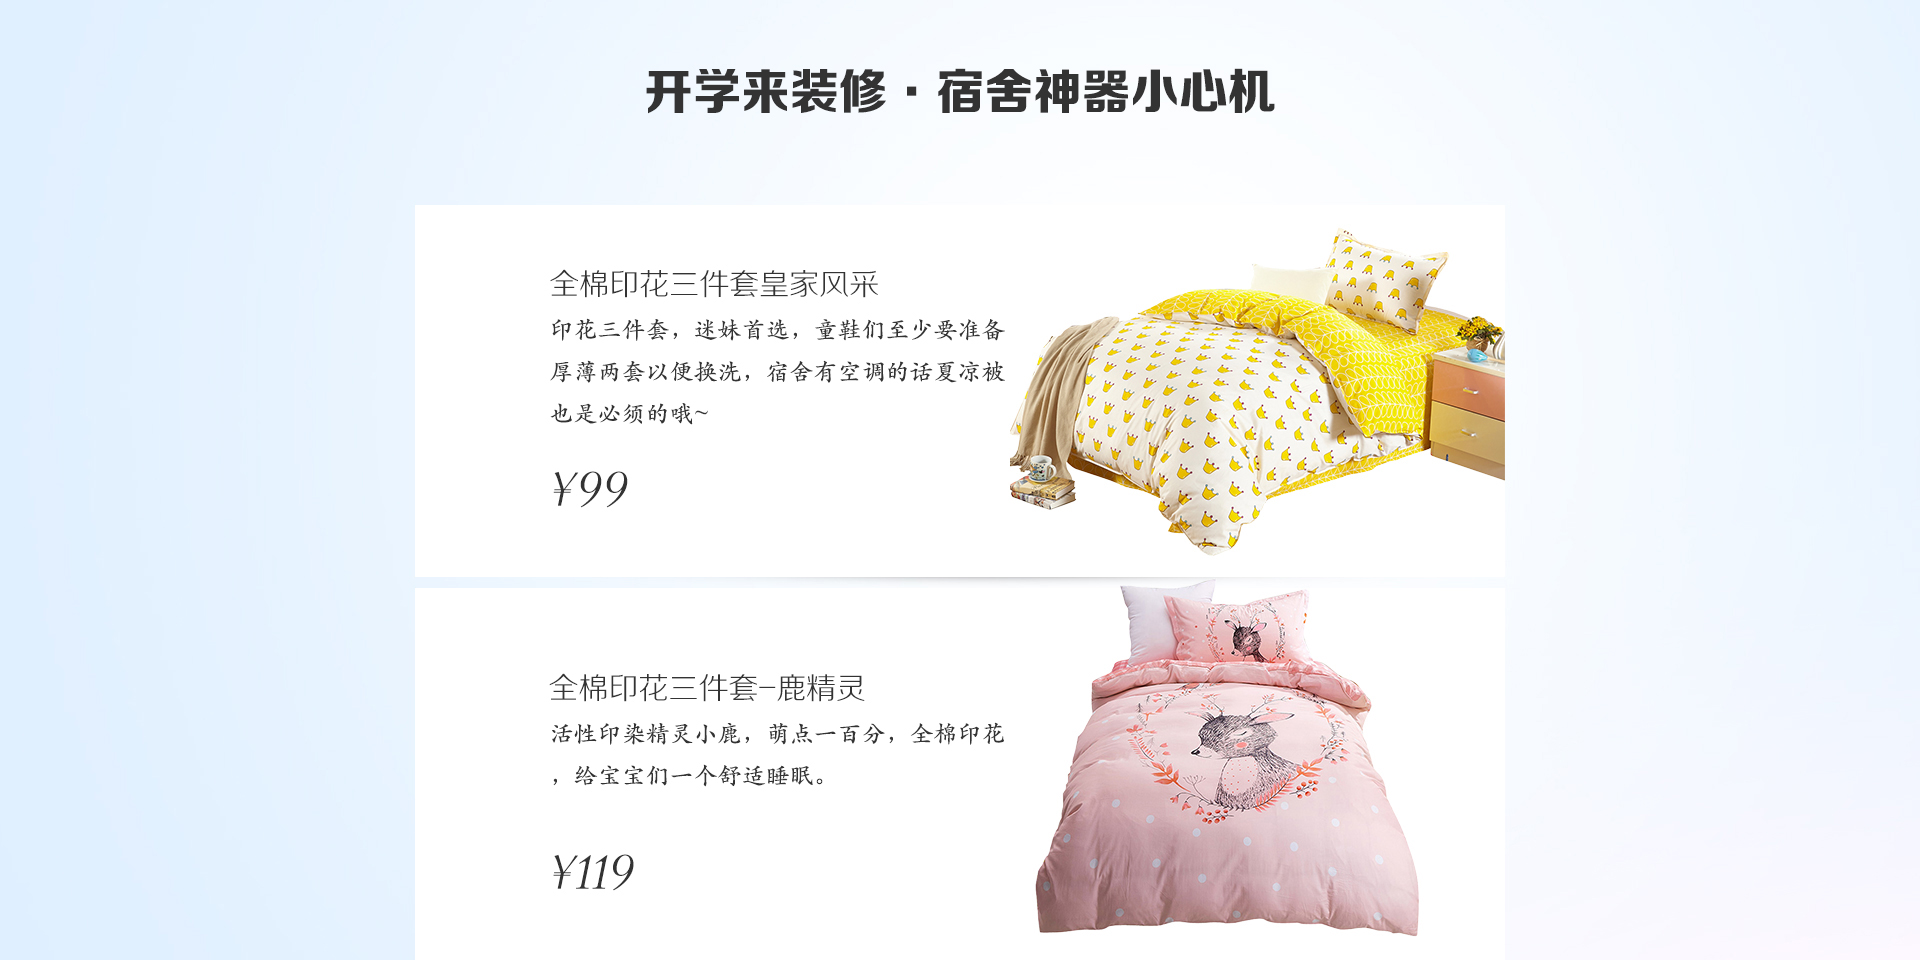 开学来装修·宿舍神器小心机
全棉印花三件套皇家风采
印花三件套，迷妹首选，童鞋们至少要准备
厚薄两套以便换洗，宿舍有空调的话夏凉被
也是必须的哦~
¥99
全棉印花三件套-鹿精灵
活性印染精灵小鹿，萌点一百分，全棉印花
，给宝宝们一个舒适睡眠。
¥119